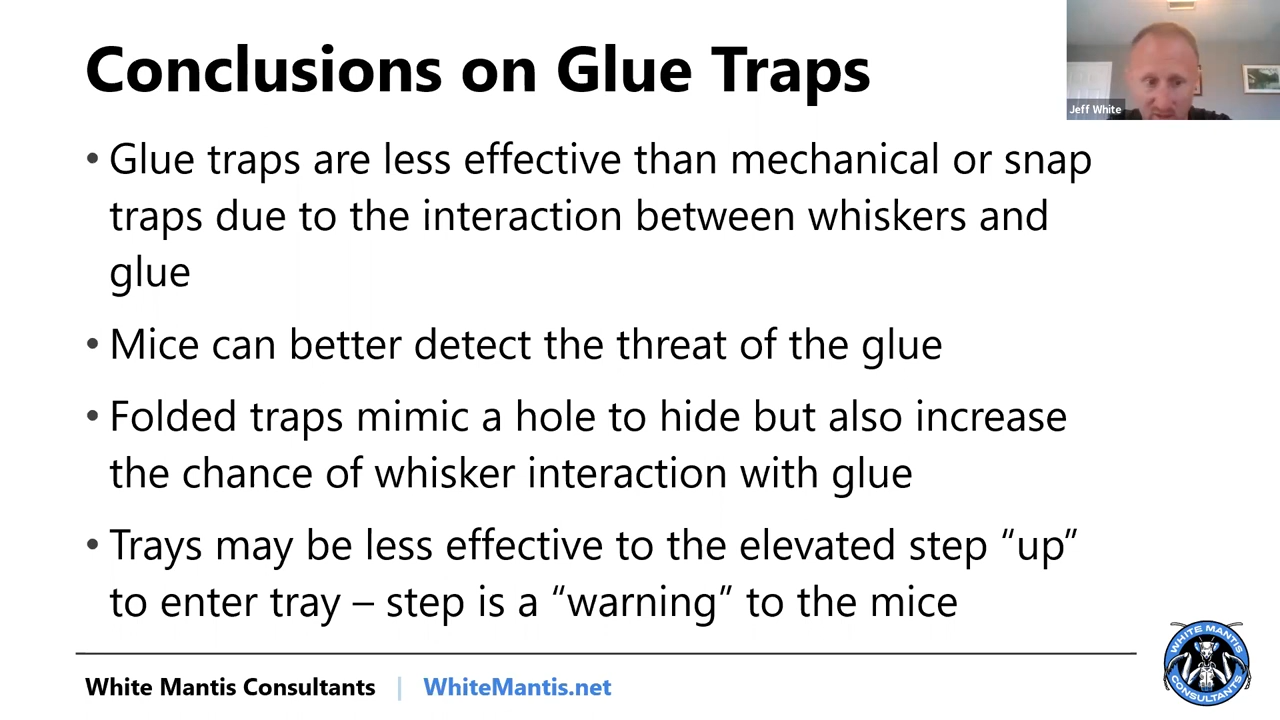 Conclusions on Glue Traps
Jeff White
• Glue traps are less effective than mechanical or snap
traps due to the interaction between whiskers and
glue
• Mice can better detect the threat of the glue
• Folded traps mimic a hole to hide but also increase
the chance of whisker interaction with glue
• Trays may be less effective to the elevated step “up”
to enter tray – step is a “warning” to the mice
White Mantis Consultants | WhiteMantis.net
WHITE MANTIS
CONSULTANTS